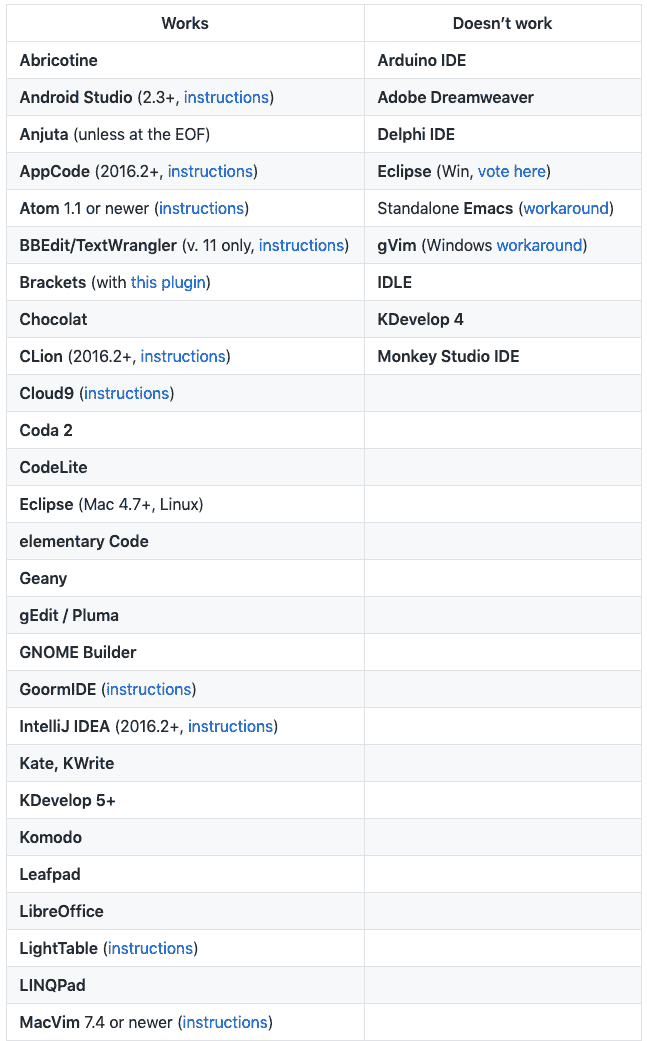 Works Doesn’t work
Abricotine Arduino IDE
Android Studio (2.3+, instructions) Adobe Dreamweaver
Anjuta (unless at the EOF) Delphi IDE
AppCode (2016.2+, instructions) Eclipse (Win, vote here)
Atom 1.1 or newer (instructions) Standalone Emacs (workaround)
BBEdit/TextWrangler (v. 11 only, instructions) gVim (Windows workaround)
Brackets (with this plugin) IDLE
Chocolat KDevelop 4
CLion (2016.2+, instructions) Monkey Studio IDE
Cloud9 (instructions)
Coda 2
CodeLite
Eclipse (Mac 4.7+, Linux)
elementary Code
Geany
gEdit / Pluma
GNOME Builder
GoormIDE (instructions)
IntelliJ IDEA (2016.2+, instructions)
Kate, KWrite
KDevelop 5+
Komodo
Leafpad
LibreOffice
LightTable (instructions)
LINQPad
MacVim 7.4 or newer (instructions)